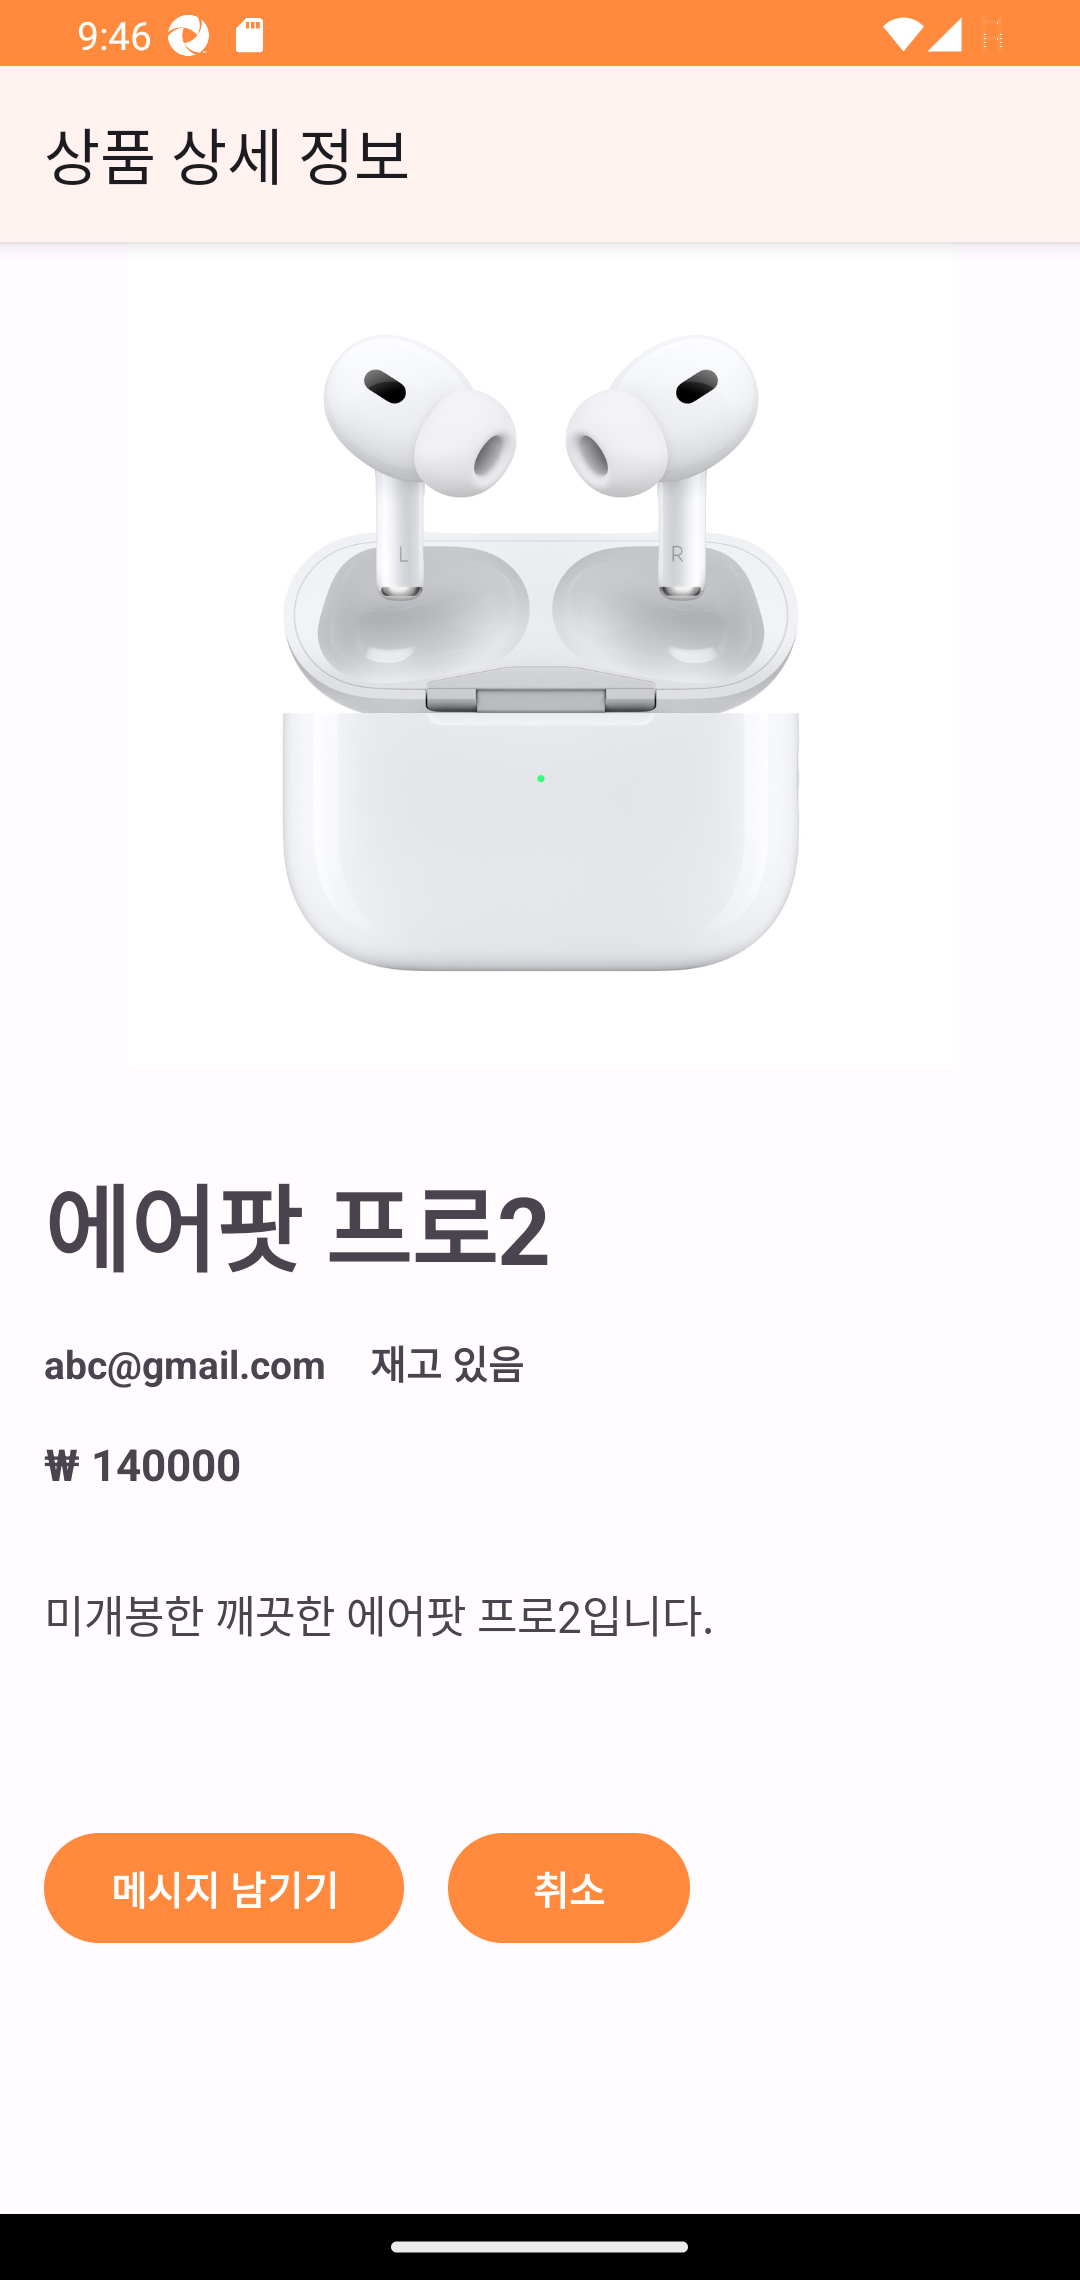 9:46
상품 상세 정보
L
R
에어팟 프로2
abc@gmail.com 재고 있음
₩ 140000
미개봉한 깨끗한 에어팟 프로2입니다.
메시지 남기기 취소